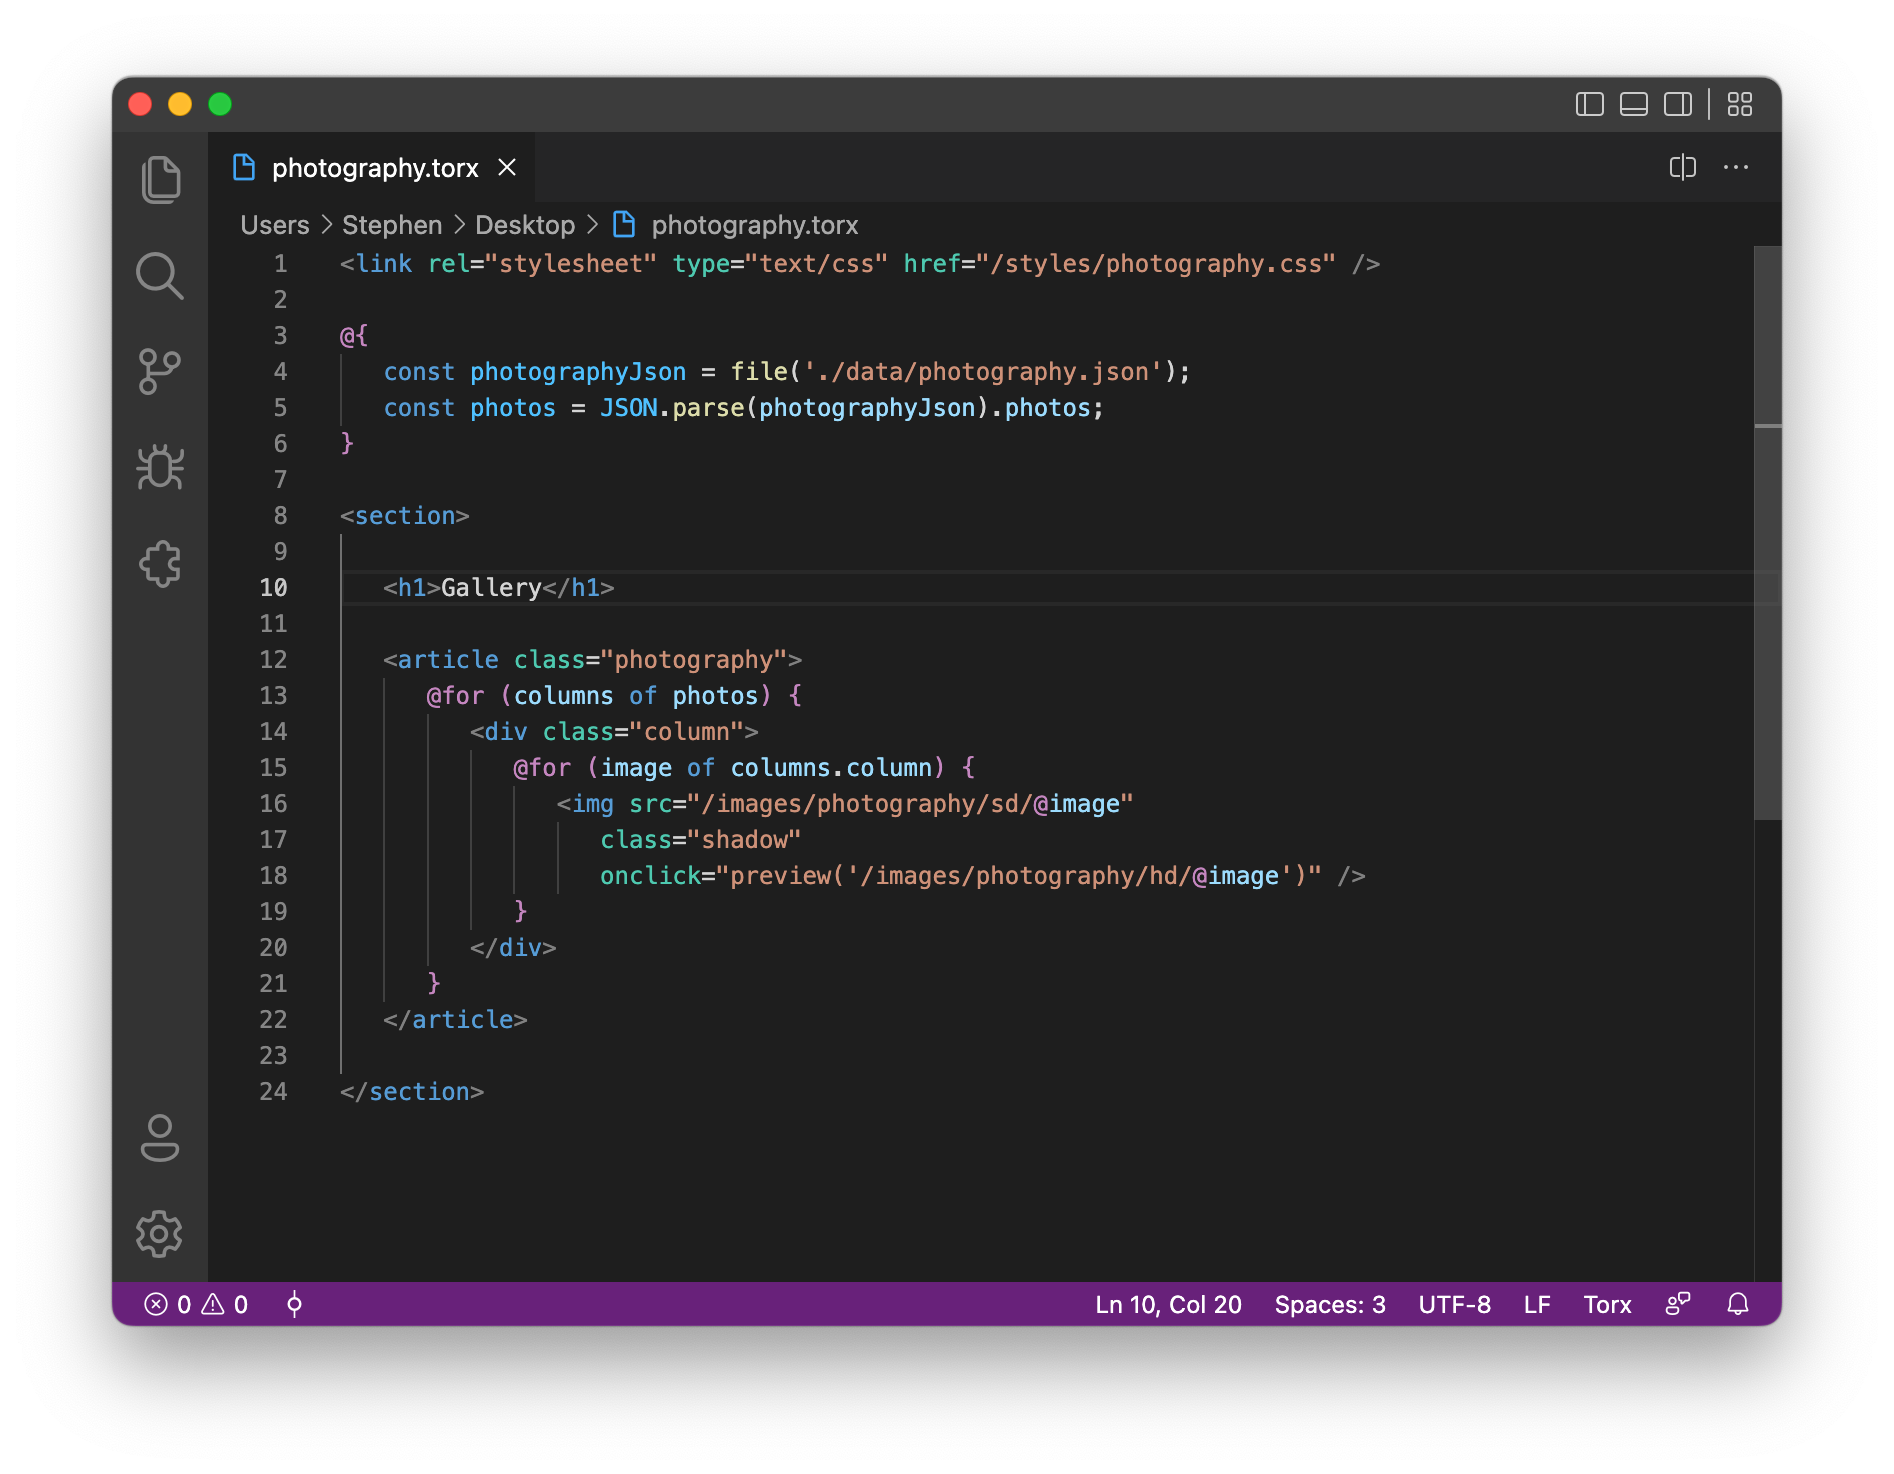 photography.torx
Users > Stephen > Desktop > photography.torx
1 <link rel="stylesheet" type="text/css" href="/styles/photography.css" />
2
3 @{
4    const photographyJson = file('./data/photography.json');
5    const photos = JSON.parse(photographyJson).photos;
6 }
7
8 <section>
9
10    <h1>Gallery</h1>
11
12    <article class="photography">
13       @for (columns of photos) {
14          <div class="column">
15             @for (image of columns.column) {
16                <img src="/images/photography/sd/@image"
17                   class="shadow"
18                   onclick="preview('/images/photography/hd/@image')" />
19             }
20          </div>
21       }
22    </article>
23
24 </section>
0 0 Ln 10, Col 20 Spaces: 3 UTF-8 LF Torx